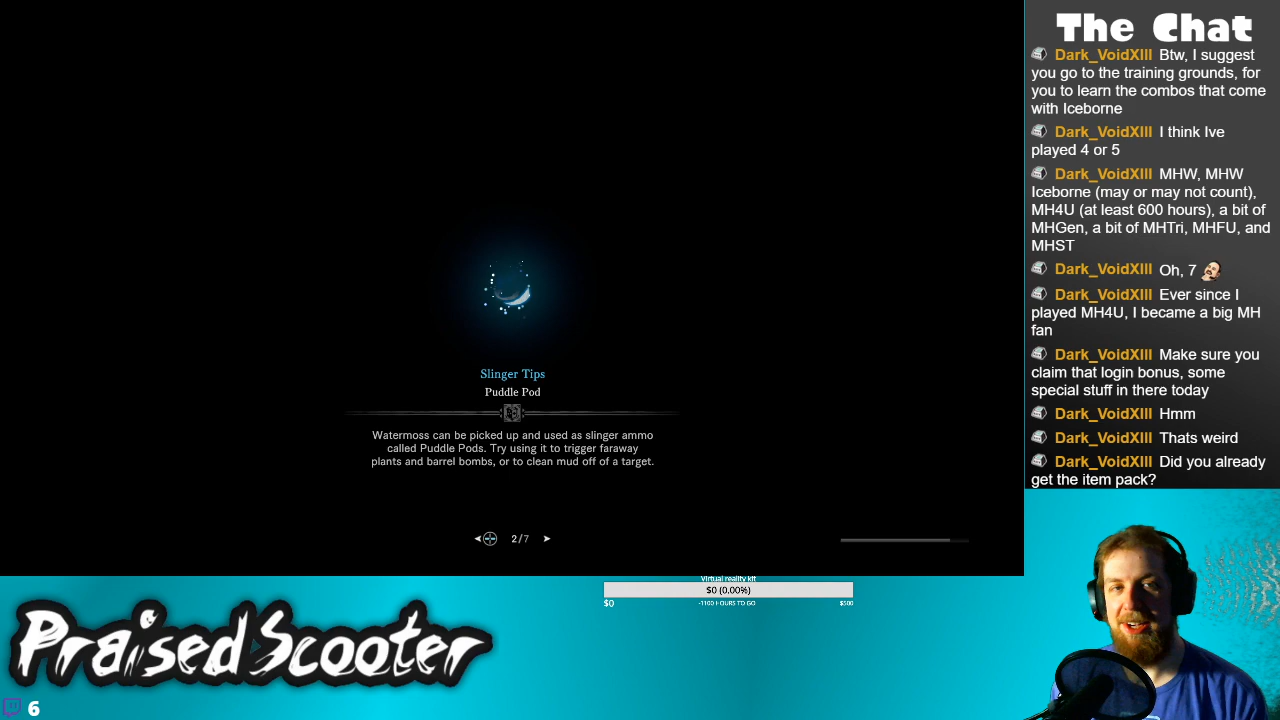 The Chat
Dark_VoidXIII Btw, I suggest
you go to the training grounds, for
you to learn the combos that come
with Iceborne
Dark_VoidXIII I think Ive
played 4 or 5
Dark_VoidXIII MHW, MHW
Iceborne (may or may not count),
MH4U (at least 600 hours), a bit of
MHGen, a bit of MHTri, MHFU, and
MHST
Dark_VoidXIII Oh, 7
Dark_VoidXIII Ever since I
played MH4U, I became a big MH
fan
Dark_VoidXIII Make sure you
claim that login bonus, some
special stuff in there today
Dark_VoidXIII Hmm
Dark_VoidXIII Thats weird
Dark_VoidXIII Did you already
get the item pack?
Slinger Tips
Puddle Pod
Watermoss can be picked up and used as slinger ammo
called Puddle Pods. Try using it to trigger faraway
plants and barrel bombs, or to clean mud off of a target.
2/7
Virtual reality kit
$0 (0.00%)
$0 -1100 HOURS TO GO $500
PraisedScooter
6